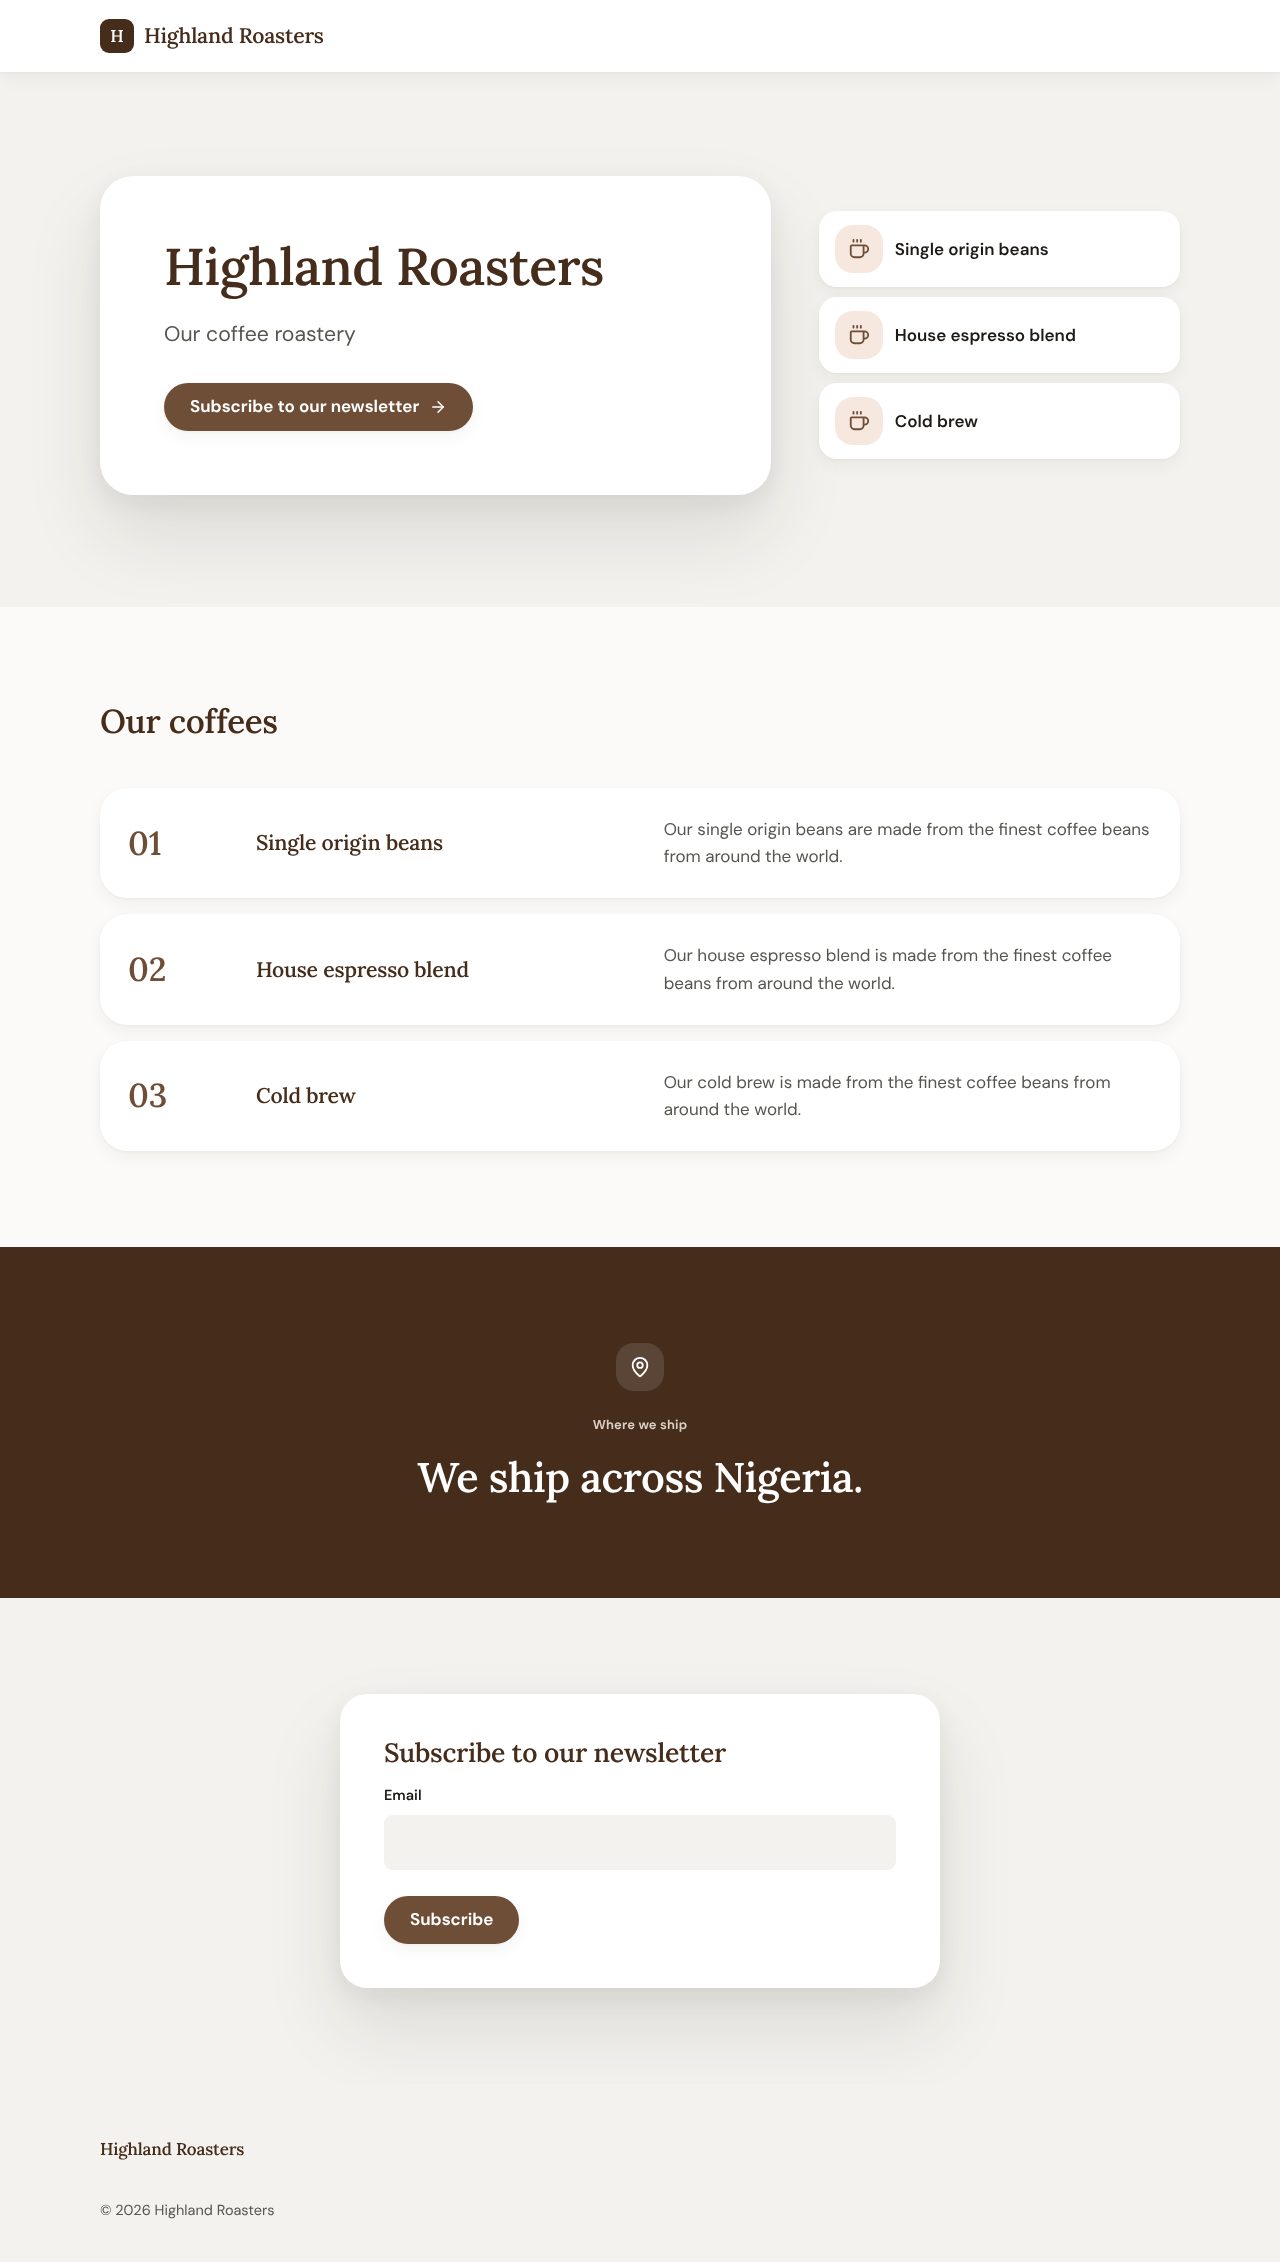 H Highland Roasters
Highland Roasters
Our coffee roastery
Subscribe to our newsletter
Single origin beans
House espresso blend
Cold brew
Our coffees
01
Single origin beans
Our single origin beans are made from the finest coffee beans
from around the world.
02
House espresso blend
Our house espresso blend is made from the finest coffee
beans from around the world.
03
Cold brew
Our cold brew is made from the finest coffee beans from
around the world.
Where we ship
We ship across Nigeria.
Subscribe to our newsletter
Email
Subscribe
Highland Roasters
© 2026 Highland Roasters